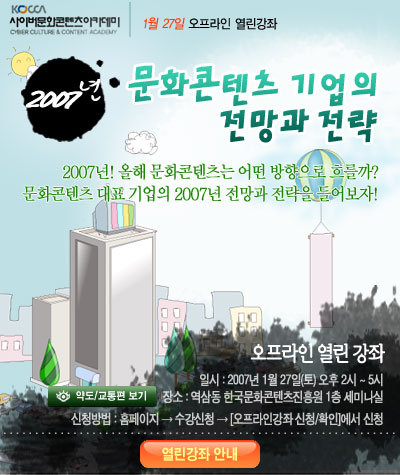 KOCCA
사이버문화콘텐츠아카데미
CYBER CULTURE & CONTENT ACADEMY
1월 27일 오프라인 열린강좌
2007년
문화콘텐츠 기업의
전망과 전략
2007년! 올해 문화콘텐츠는 어떤 방향으로 흐를까?
문화콘텐츠 대표 기업의 2007년 전망과 전략을 들어보자!
오프라인 열린 강좌
일시 : 2007년 1월 27일(토) 오후 2시 ~ 5시
약도/교통편 보기
장소 : 역삼동 한국문화콘텐츠진흥원 1층 세미나실
신청방법 : 홈페이지 → 수강신청 → [오프라인강좌 신청/확인]에서 신청
열린강좌 안내